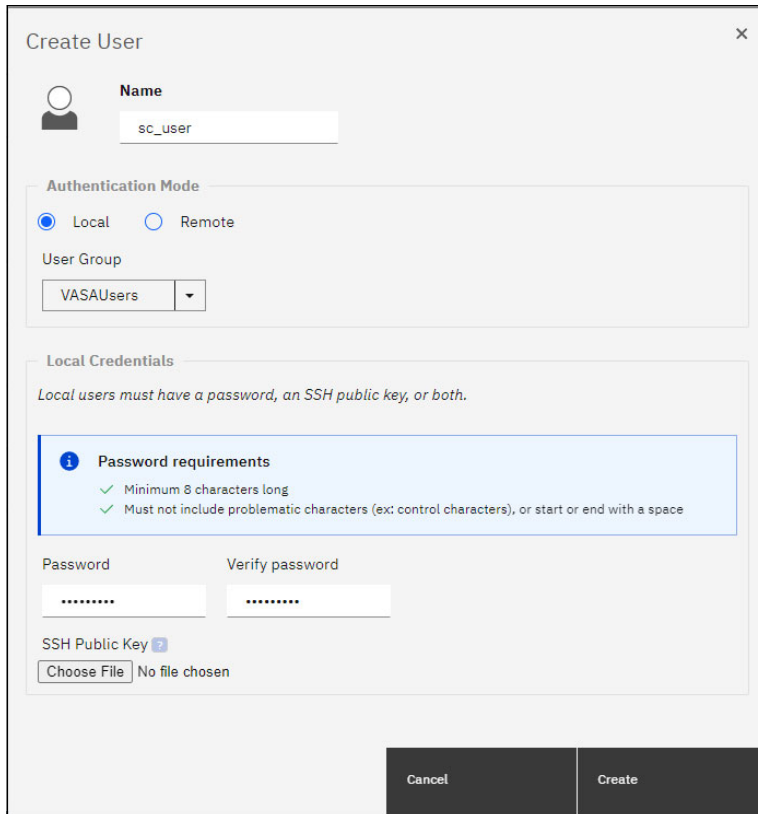 Create User
×
Name
sc_user
Authentication Mode
Local Remote
User Group
VASAUsers
Local Credentials
Local users must have a password, an SSH public key, or both.
i Password requirements
✓ Minimum 8 characters long
✓ Must not include problematic characters (ex: control characters), or start or end with a space
Password Verify password
••••••••• •••••••••
SSH Public Key ?
Choose File No file chosen
Cancel Create